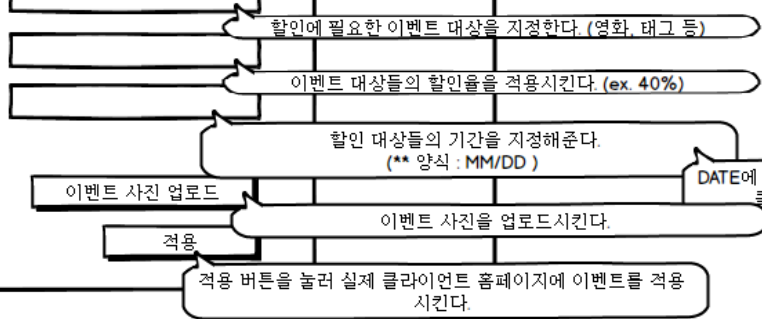 할인에 필요한 이벤트 대상을 지정한다. (영화, 태그 등)
이벤트 대상들의 할인율을 적용시킨다. (ex. 40%)
할인 대상들의 기간을 지정해준다.
(** 양식 : MM/DD )
DATE에
이벤트 사진 업로드
이벤트 사진을 업로드시킨다.
적용
적용 버튼을 눌러 실제 클라이언트 홈페이지에 이벤트를 적용
시킨다.